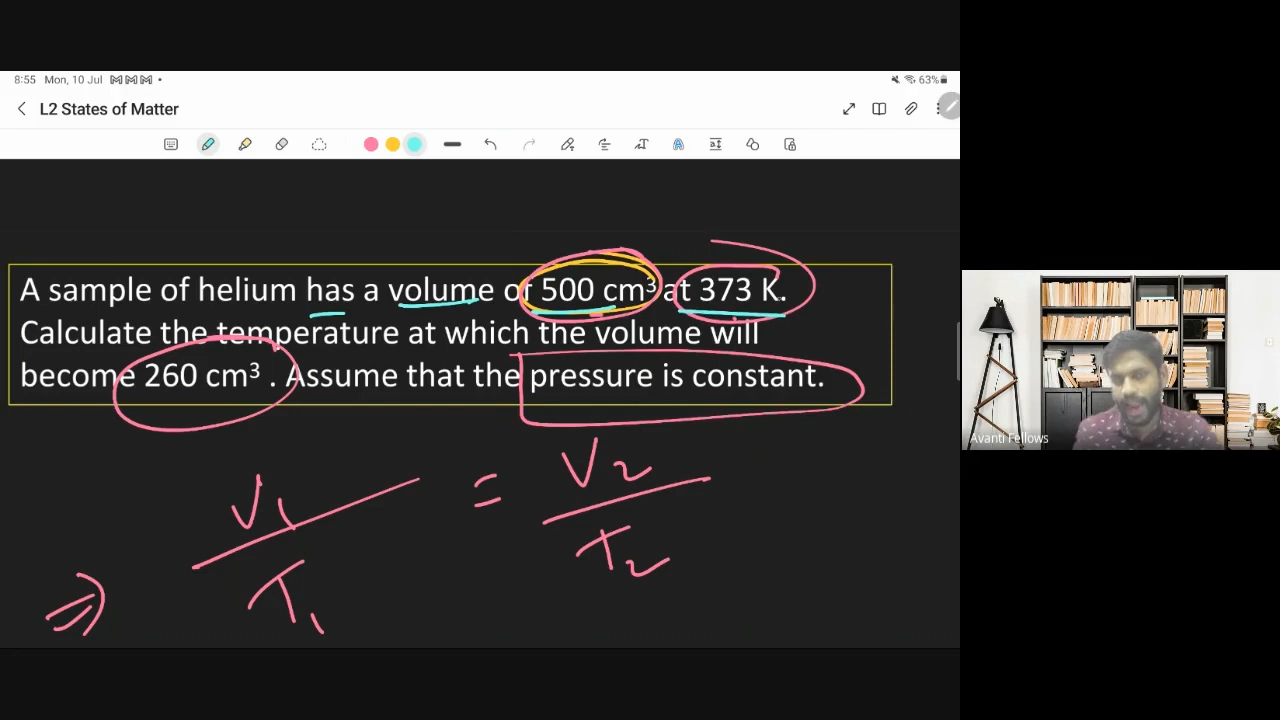 8:55 Mon, 10 Jul
63%
L2 States of Matter
A sample of helium has a volume of 500 cm³ at 373 K.
Calculate the temperature at which the volume will
become 260 cm³ . Assume that the pressure is constant.
V₁ = V₂
T₁ T₂
⇒
Avanti Fellows